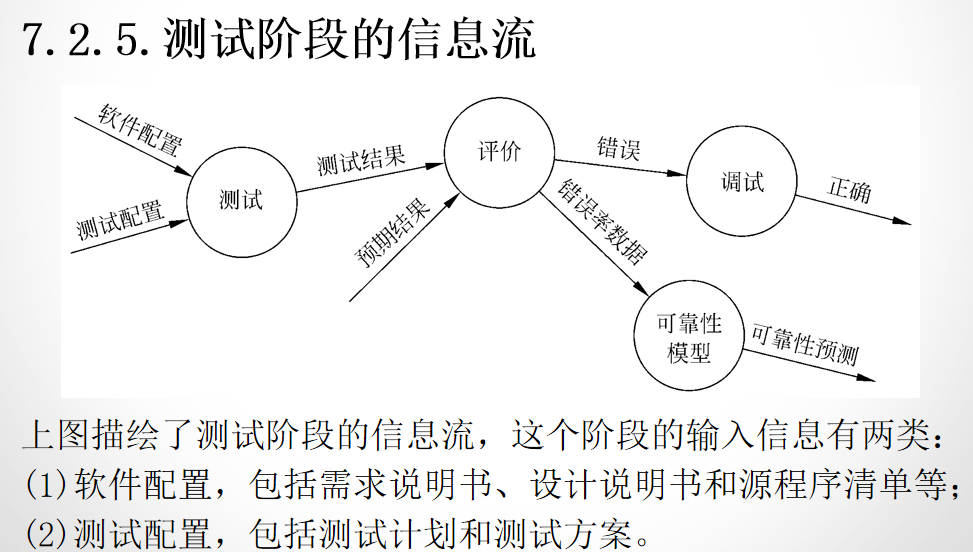 7.2.5.测试阶段的信息流
软件配置
测试配置
测试
测试结果
预期结果
评价
错误
错误率数据
调试
正确
可靠性
模型
可靠性预测
上图描绘了测试阶段的信息流，这个阶段的输入信息有两类：
(1)软件配置，包括需求说明书、设计说明书和源程序清单等；
(2)测试配置，包括测试计划和测试方案。